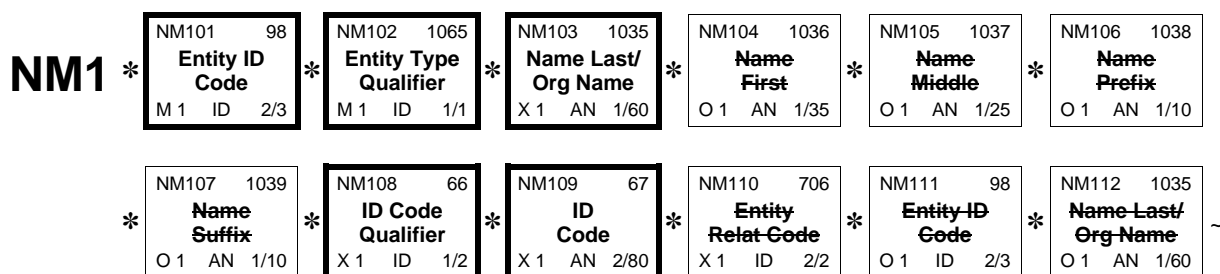 NM101 98 NM102 1065 NM103 1035 NM104 1036 NM105 1037 NM106 1038
NM1 * Entity ID * Entity Type * Name Last/ * Name * Name * Name
Code Qualifier Org Name First Middle Prefix
M 1 ID 2/3 M 1 ID 1/1 X 1 AN 1/60 O 1 AN 1/35 O 1 AN 1/25 O 1 AN 1/10
NM107 1039 NM108 66 NM109 67 NM110 706 NM111 98 NM112 1035
* Name * ID Code * ID * Entity * Entity ID * Name Last/ ~
Suffix Qualifier Code Relat Code Code Org Name
O 1 AN 1/10 X 1 ID 1/2 X 1 AN 2/80 X 1 ID 2/2 O 1 ID 2/3 O 1 AN 1/60